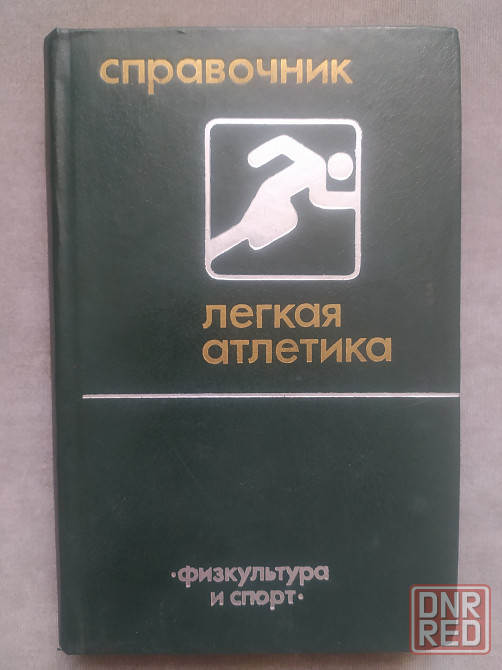 справочник
легкая
атлетика
·физкультура
и спорт·
DNR
RED